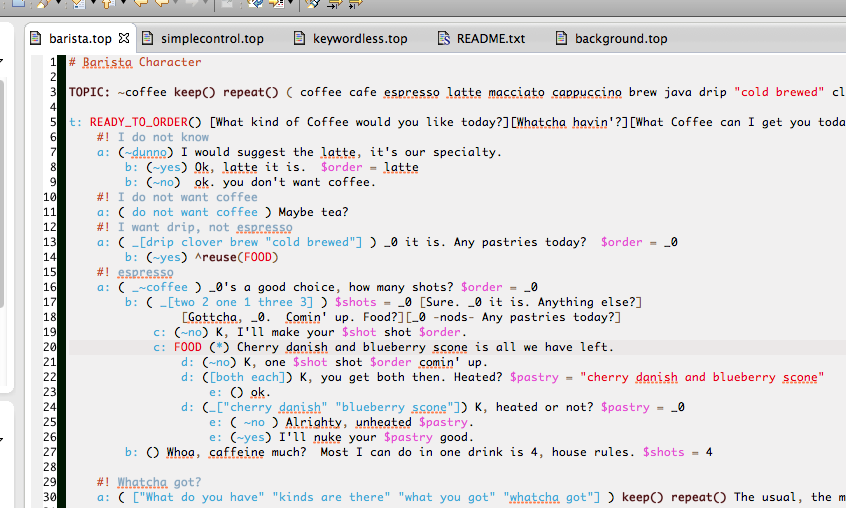 barista.top simplecontrol.top keywordless.top README.txt background.top
1 # Barista Character
2
3 TOPIC: ~coffee keep() repeat() ( coffee cafe espresso latte macciato cappuccino brew java drip "cold brewed" cl
4
5 t: READY_TO_ORDER() [What kind of Coffee would you like today?][Whatcha havin'?][What Coffee can I get you toda
6 #! I do not know
7 a: (~dunno) I would suggest the latte, it's our specialty.
8 b: (~yes) Ok, latte it is. $order = latte
9 b: (~no) ok. you don't want coffee.
10 #! I do not want coffee
11 a: ( do not want coffee ) Maybe tea?
12 #! I want drip, not espresso
13 a: ( _[drip clover brew "cold brewed"] ) _0 it is. Any pastries today? $order = _0
14 b: (~yes) ^reuse(FOOD)
15 #! espresso
16 a: ( _~coffee ) _0's a good choice, how many shots? $order = _0
17 b: ( _[two 2 one 1 three 3] ) $shots = _0 [Sure. _0 it is. Anything else?]
18 [Gottcha, _0. Comin' up. Food?][_0 -nods- Any pastries today?]
19 c: (~no) K, I'll make your $shot shot $order.
20 c: FOOD (*) Cherry danish and blueberry scone is all we have left.
21 d: (~no) K, one $shot shot $order comin' up.
22 d: ([both each]) K, you get both then. Heated? $pastry = "cherry danish and blueberry scone"
23 e: () ok.
24 d: (_["cherry danish" "blueberry scone"]) K, heated or not? $pastry = _0
25 e: ( ~no ) Alrighty, unheated $pastry.
26 e: (~yes) I'll nuke your $pastry good.
27 b: () Whoa, caffeine much? Most I can do in one drink is 4, house rules. $shots = 4
28
29 #! Whatcha got?
30 a: ( ["What do you have" "kinds are there" "what you got" "whatcha got"] ) keep() repeat() The usual, the m